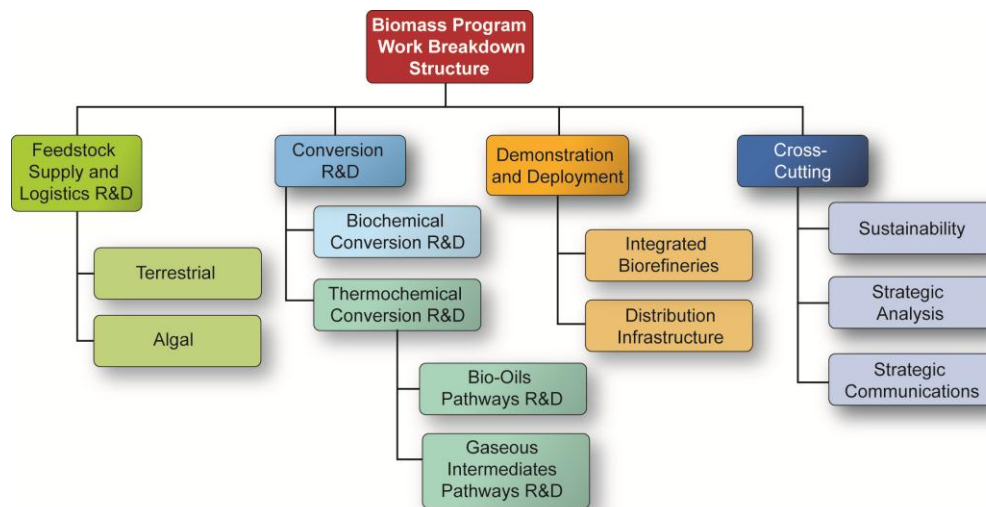 Biomass Program
Work Breakdown
Structure
Feedstock
Supply and
Logistics R&D
Terrestrial
Algal
Conversion
R&D
Biochemical
Conversion R&D
Thermochemical
Conversion R&D
Bio-Oils
Pathways R&D
Gaseous
Intermediates
Pathways R&D
Demonstration
and Deployment
Integrated
Biorefineries
Distribution
Infrastructure
Cross-
Cutting
Sustainability
Strategic
Analysis
Strategic
Communications